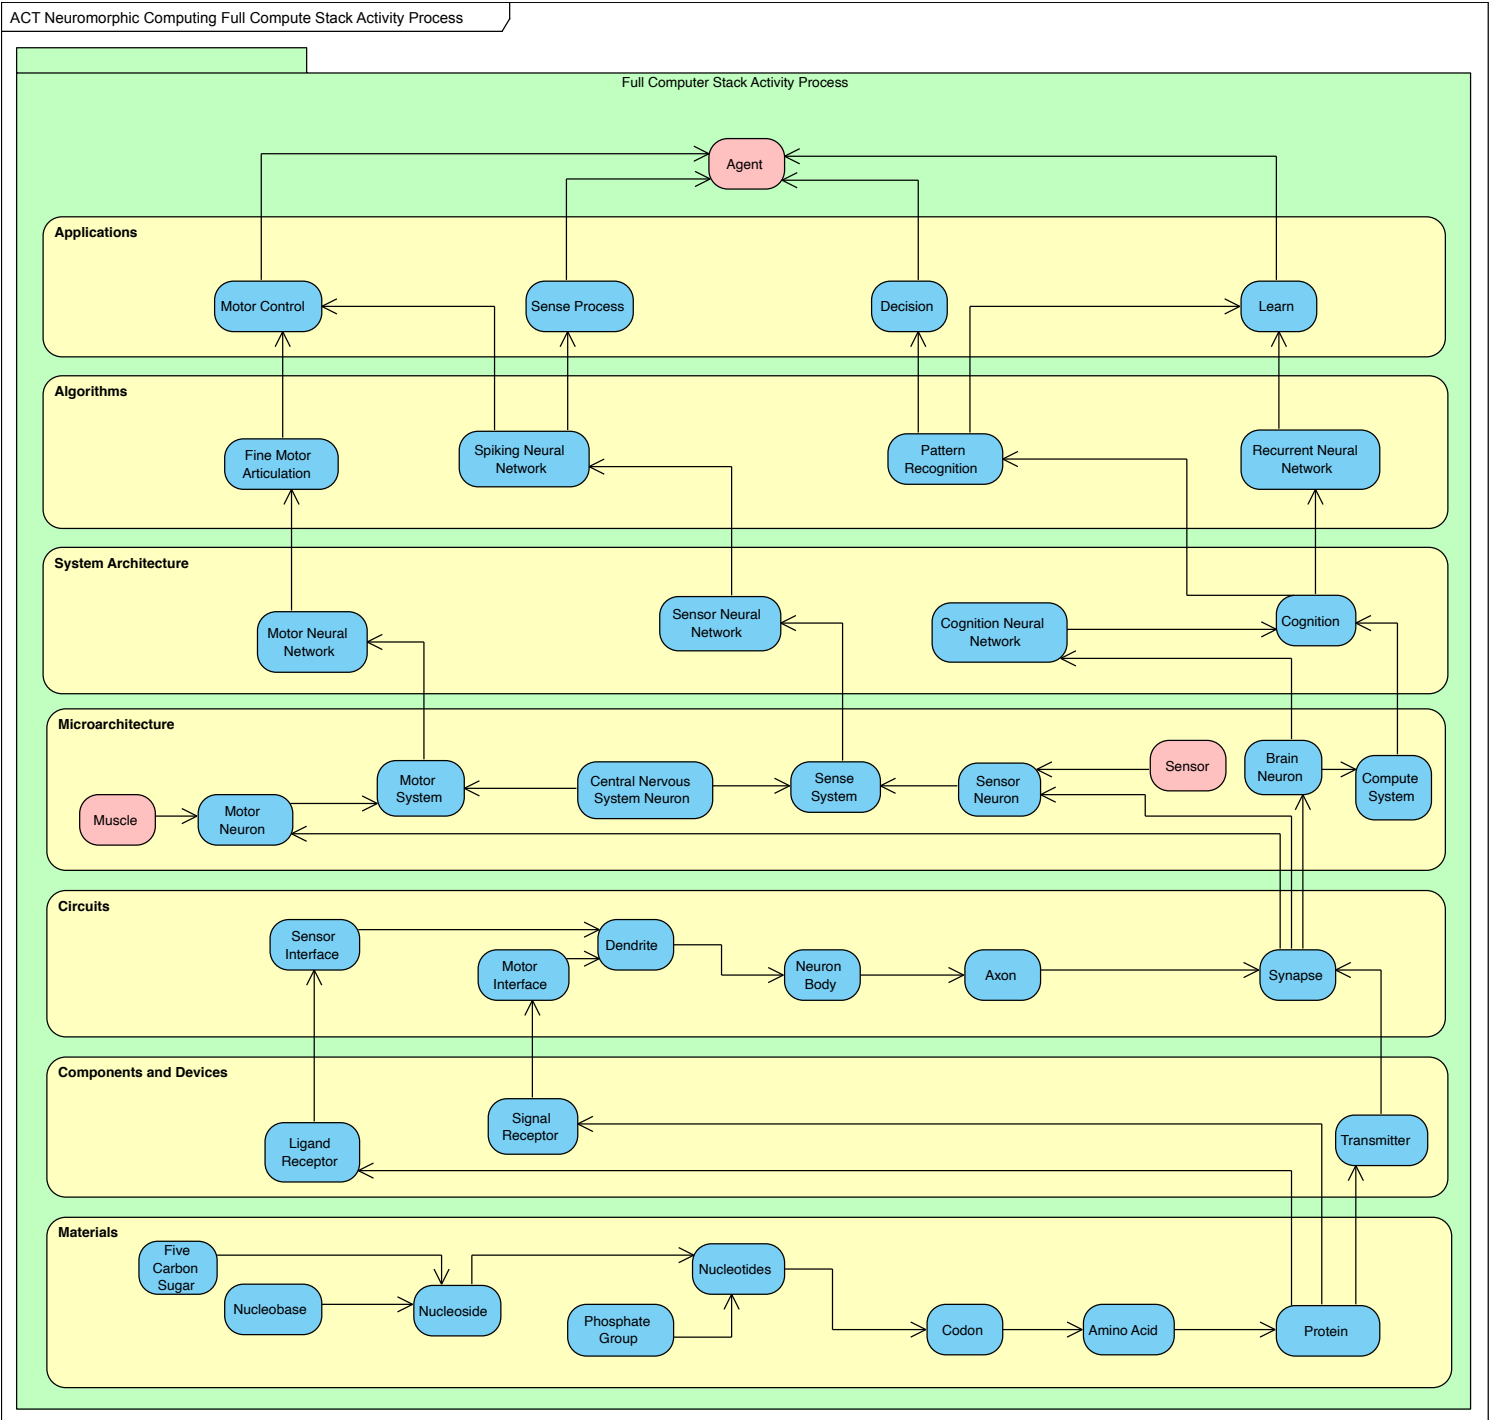 ACT Neuromorphic Computing Full Compute Stack Activity Process
Full Computer Stack Activity Process
Agent
Applications
Motor Control
Sense Process
Decision
Learn
Algorithms
Fine Motor
Articulation
Spiking Neural
Network
Pattern
Recognition
Recurrent Neural
Network
System Architecture
Motor Neural
Network
Sensor Neural
Network
Cognition Neural
Network
Cognition
Microarchitecture
Muscle
Motor
Neuron
Motor
System
Central Nervous
System Neuron
Sense
System
Sensor
Neuron
Sensor
Brain
Neuron
Compute
System
Circuits
Sensor
Interface
Motor
Interface
Dendrite
Neuron
Body
Axon
Synapse
Components and Devices
Ligand
Receptor
Signal
Receptor
Transmitter
Materials
Five
Carbon
Sugar
Nucleobase
Nucleoside
Phosphate
Group
Nucleotides
Codon
Amino Acid
Protein